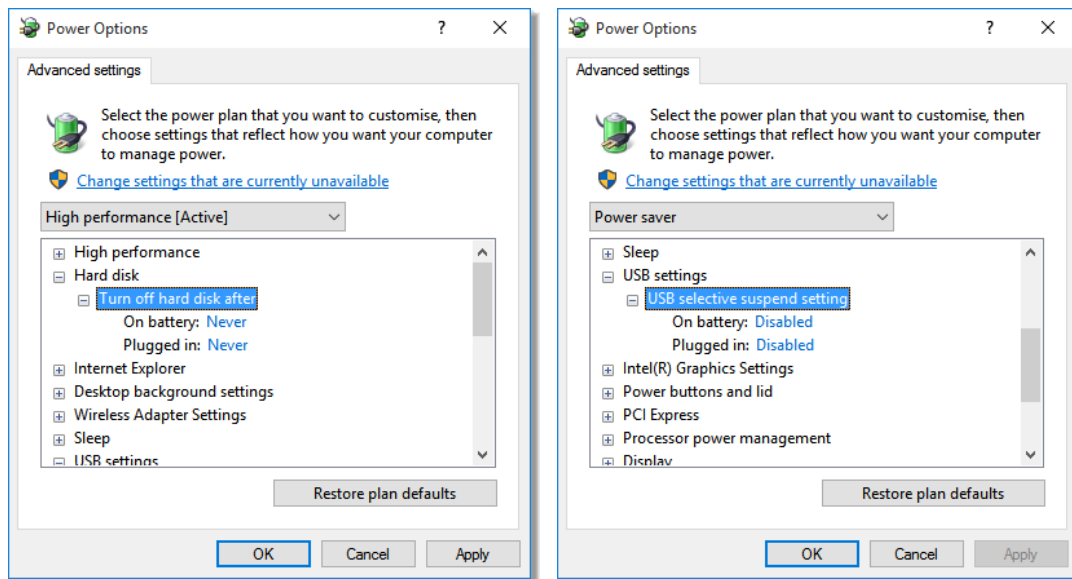 Power Options
?
Advanced settings
Select the power plan that you want to customise, then
choose settings that reflect how you want your computer
to manage power.
Change settings that are currently unavailable
High performance [Active]
High performance
Hard disk
Turn off hard disk after
On battery: Never
Plugged in: Never
Internet Explorer
Desktop background settings
Wireless Adapter Settings
Sleep
USB settings
Restore plan defaults
OK
Cancel
Apply
Power Options
?
Advanced settings
Select the power plan that you want to customise, then
choose settings that reflect how you want your computer
to manage power.
Change settings that are currently unavailable
Power saver
Sleep
USB settings
USB selective suspend setting
On battery: Disabled
Plugged in: Disabled
Intel(R) Graphics Settings
Power buttons and lid
PCI Express
Processor power management
Display
Restore plan defaults
OK
Cancel
Apply